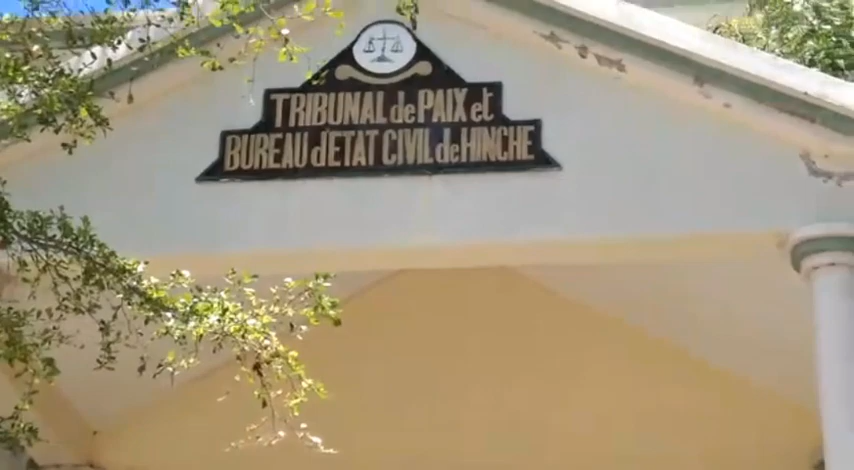 TRIBUNAL de PAIX et
BUREAU d'ETAT CIVIL de HINCHE